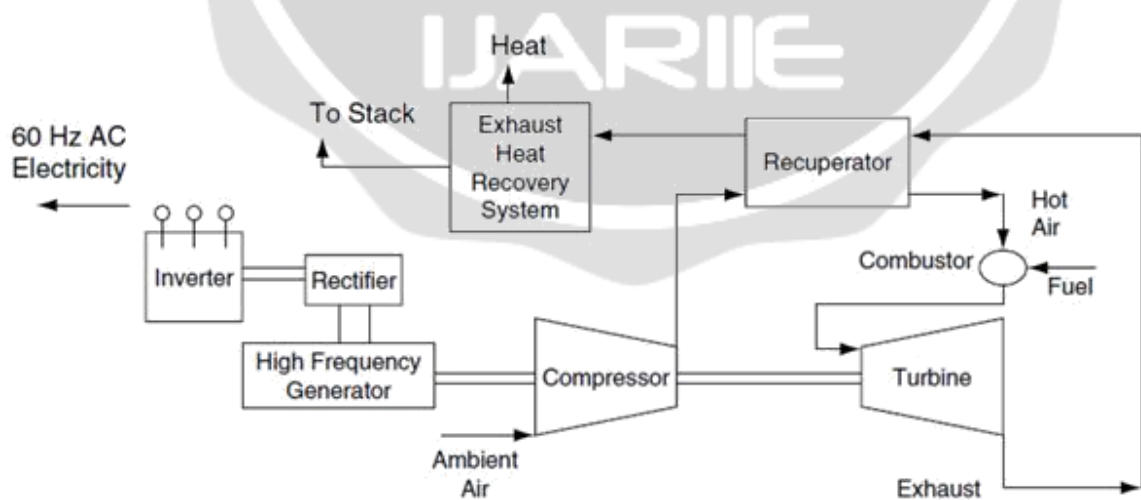 IJARIIE
Heat
To Stack
60 Hz AC
Electricity
Exhaust
Heat
Recovery
System
Recuperator
Hot
Air
Combustor
Fuel
Inverter
Rectifier
High Frequency
Generator
Compressor
Turbine
Ambient
Air
Exhaust